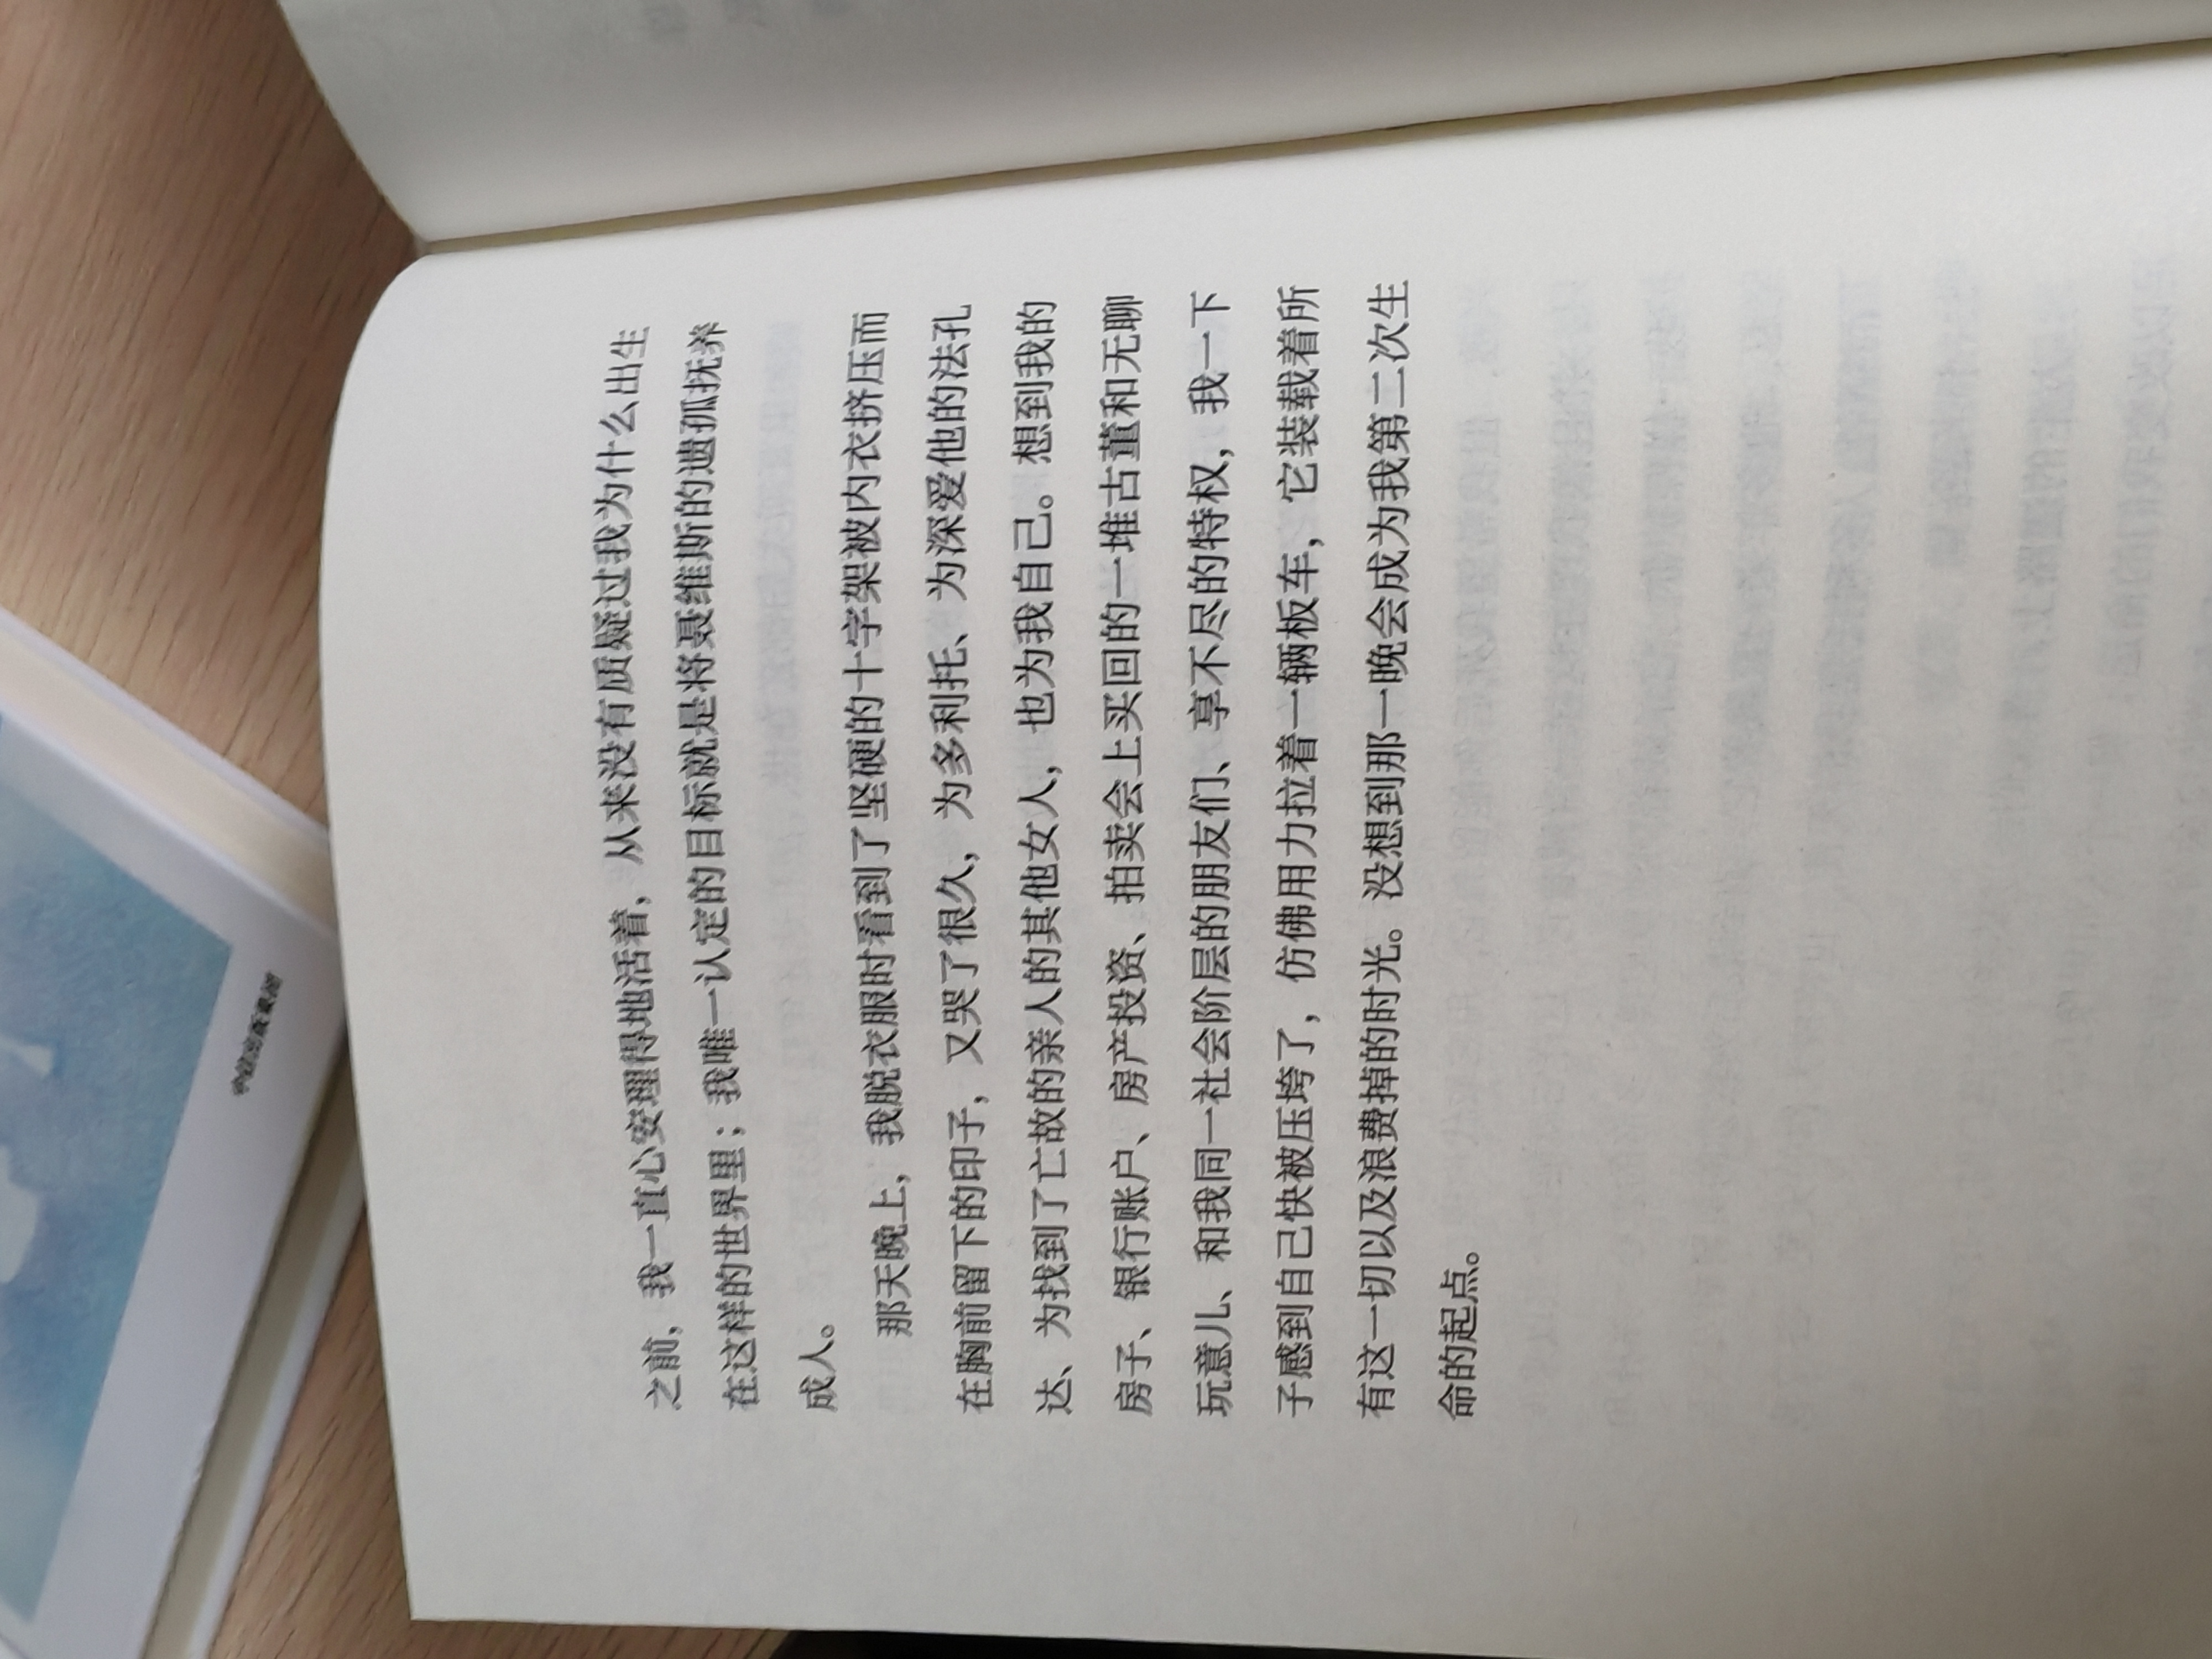 中信出版集团
之前，我一直心安理得地活着，从来没有质疑过我为什么出生
在这样的世界里；我唯一认定的目标就是将聂维斯的遗孤抚养
成人。
那天晚上，我脱衣服时看到了坚硬的十字架被内衣挤压而
在胸前留下的印子，又哭了很久，为多利托、为深爱他的法孔
达、为找到了亡故的亲人的其他女人，也为我自己。想到我的
房子、银行账户、房产投资、拍卖会上买回的一堆古董和无聊
玩意儿、和我同一社会阶层的朋友们、享不尽的特权，我一下
子感到自己快被压垮了，仿佛用力拉着一辆板车，它装载着所
有这一切以及浪费掉的时光。没想到那一晚会成为我第二次生
命的起点。